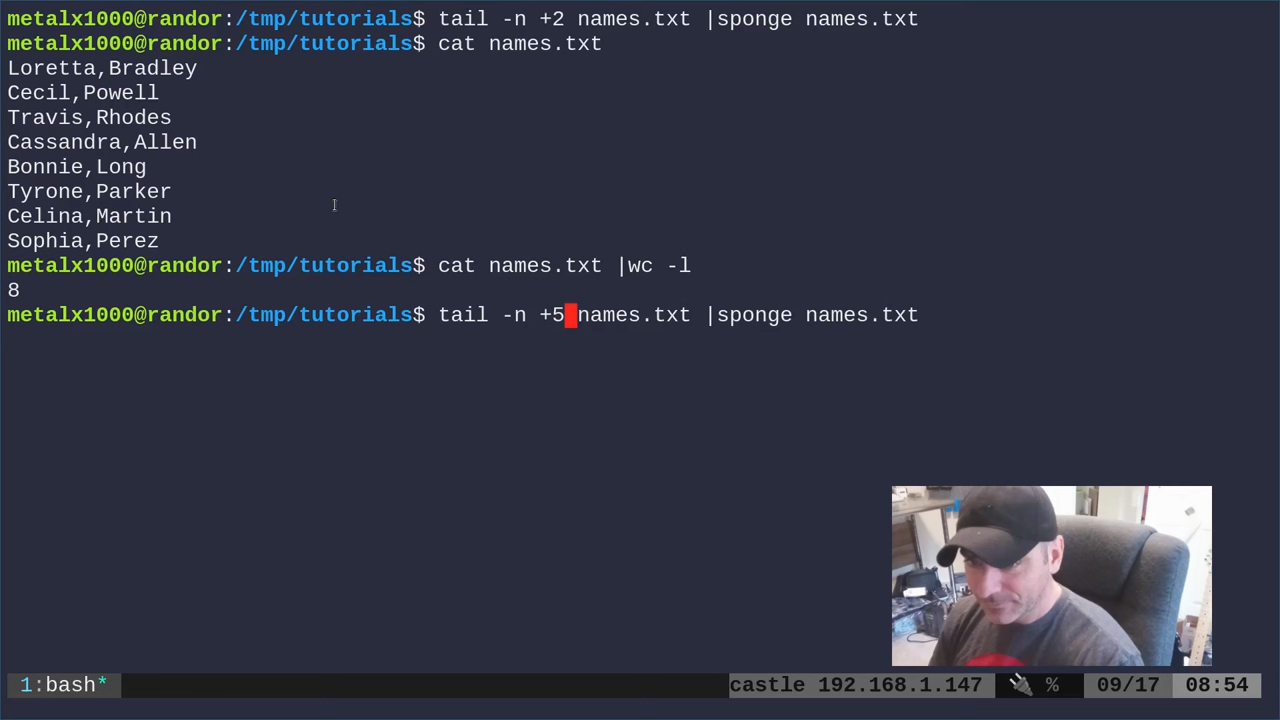 metalx1000@randor:/tmp/tutorials$ tail -n +2 names.txt |sponge names.txt
metalx1000@randor:/tmp/tutorials$ cat names.txt
Loretta,Bradley
Cecil,Powell
Travis,Rhodes
Cassandra,Allen
Bonnie,Long
Tyrone,Parker
Celina,Martin
Sophia,Perez
metalx1000@randor:/tmp/tutorials$ cat names.txt |wc -l
8
metalx1000@randor:/tmp/tutorials$ tail -n +5 names.txt |sponge names.txt
1:bash* castle 192.168.1.147 % 09/17 08:54